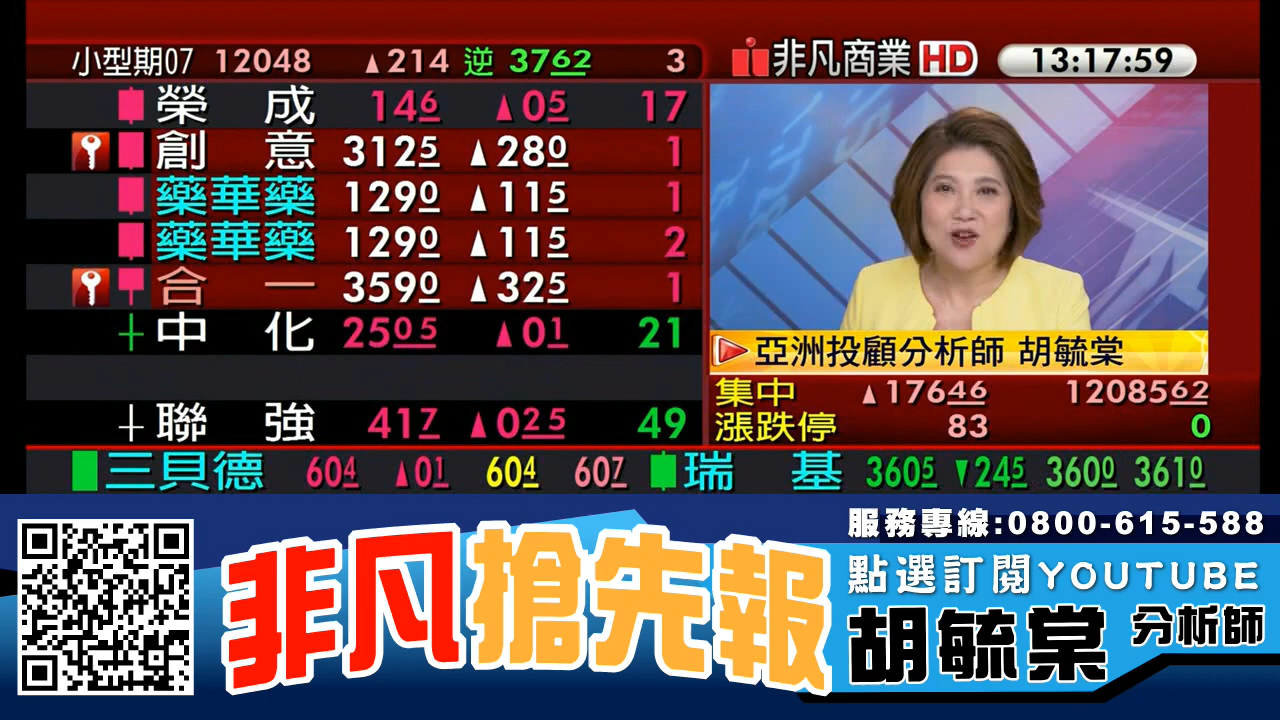 小型期07 12048 ▲214 逆 3762 3
非凡商業HD 13:17:59
榮成 146 ▲05 17
創意 3125 ▲280 1
藥華藥 1290 ▲115 1
藥華藥 1290 ▲115 2
合一 3590 ▲325 1
中化 2505 ▲01 21
聯強 417 ▲025 49
亞洲投顧分析師 胡毓棠
集中 ▲17646 1208562
漲跌停 83 0
三貝德 604 ▲01 604 607 瑞基 3605 ▼245 3600 3610
非凡搶先報
服務專線:0800-615-588
點選訂閱YOUTUBE
胡毓棠 分析師